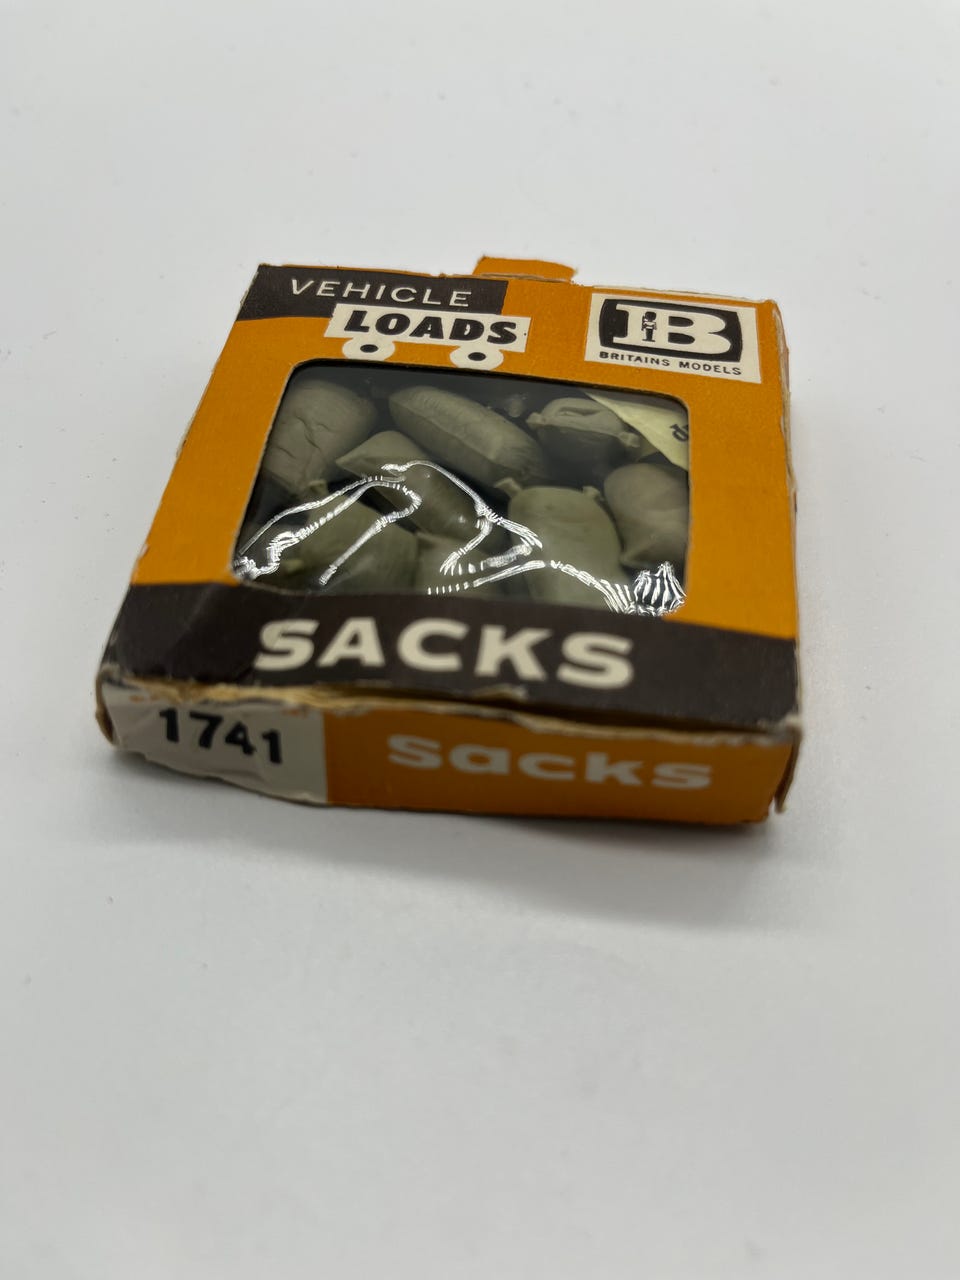 VEHICLE
LOADS
B
BRITAINS MODELS
SACKS
1741
sacks